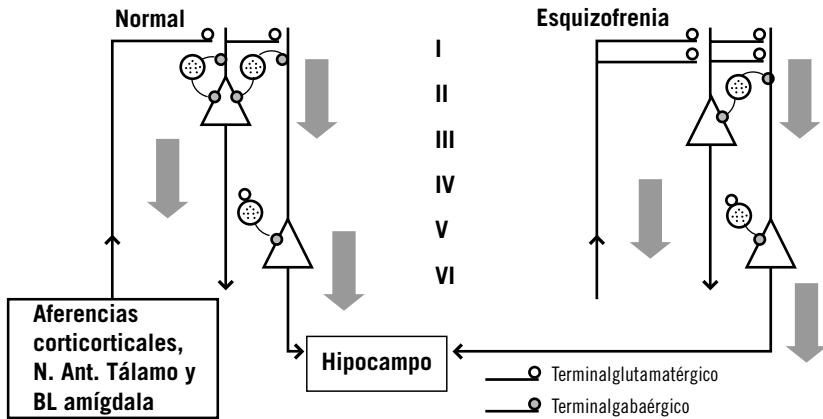 Normal
Esquizofrenia
I
II
III
IV
V
VI
Aferencias
corticorticales,
N. Ant. Tálamo y
BL amígdala
Hipocampo
Terminalglutamatérgico
Terminalgabaérgico